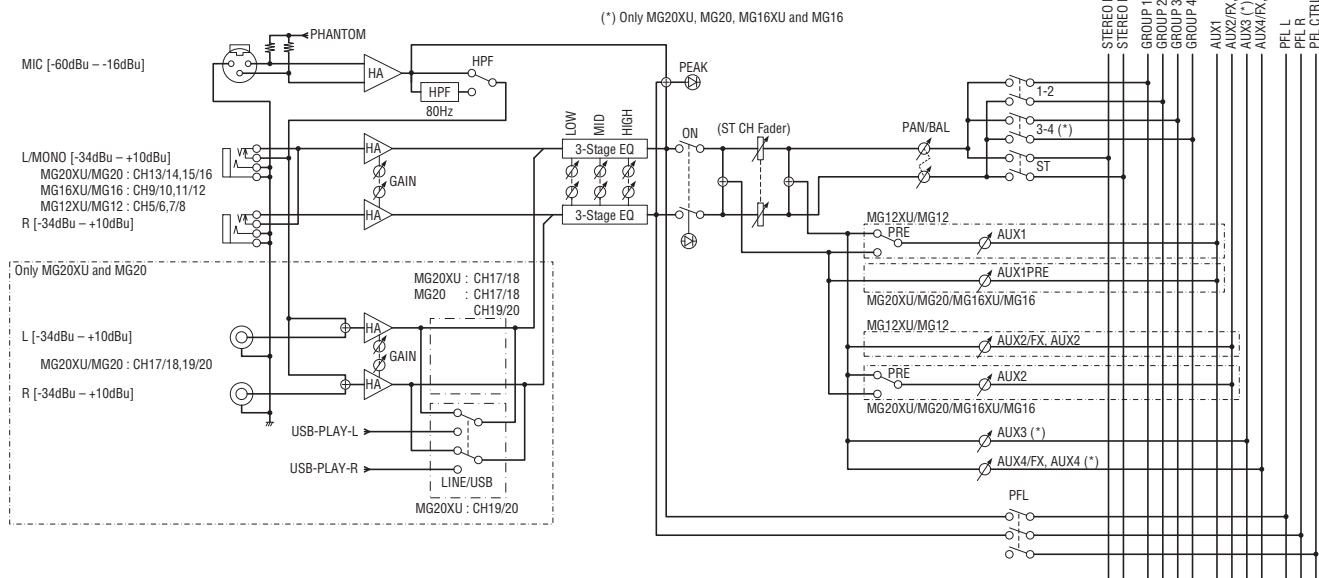 (*) Only MG20XU, MG20, MG16XU and MG16
STEREO
STEREO
GROUP 1
GROUP 2
GROUP 3
GROUP 4
AUX1
AUX2/FX,
AUX3 (*)
AUX4/FX,
PFL L
PFL R
PFL CTRL
PHANTOM
MIC [-60dBu – -16dBu]
HA
HPF
HPF
80Hz
PEAK
LOW
MID
HIGH
ON
(ST CH Fader)
PAN/BAL
1-2
3-4 (*)
ST
L/MONO [-34dBu – +10dBu]
MG20XU/MG20 : CH13/14,15/16
MG16XU/MG16 : CH9/10,11/12
MG12XU/MG12 : CH5/6,7/8
R [-34dBu – +10dBu]
HA
GAIN
HA
3-Stage EQ
3-Stage EQ
MG12XU/MG12
PRE
AUX1
AUX1PRE
MG20XU/MG20/MG16XU/MG16
MG12XU/MG12
AUX2/FX, AUX2
PRE
AUX2
MG20XU/MG20/MG16XU/MG16
AUX3 (*)
AUX4/FX, AUX4 (*)
PFL
Only MG20XU and MG20
MG20XU : CH17/18
MG20 : CH17/18
CH19/20
L [-34dBu – +10dBu]
MG20XU/MG20 : CH17/18,19/20
R [-34dBu – +10dBu]
HA
GAIN
HA
USB-PLAY-L
USB-PLAY-R
LINE/USB
MG20XU : CH19/20